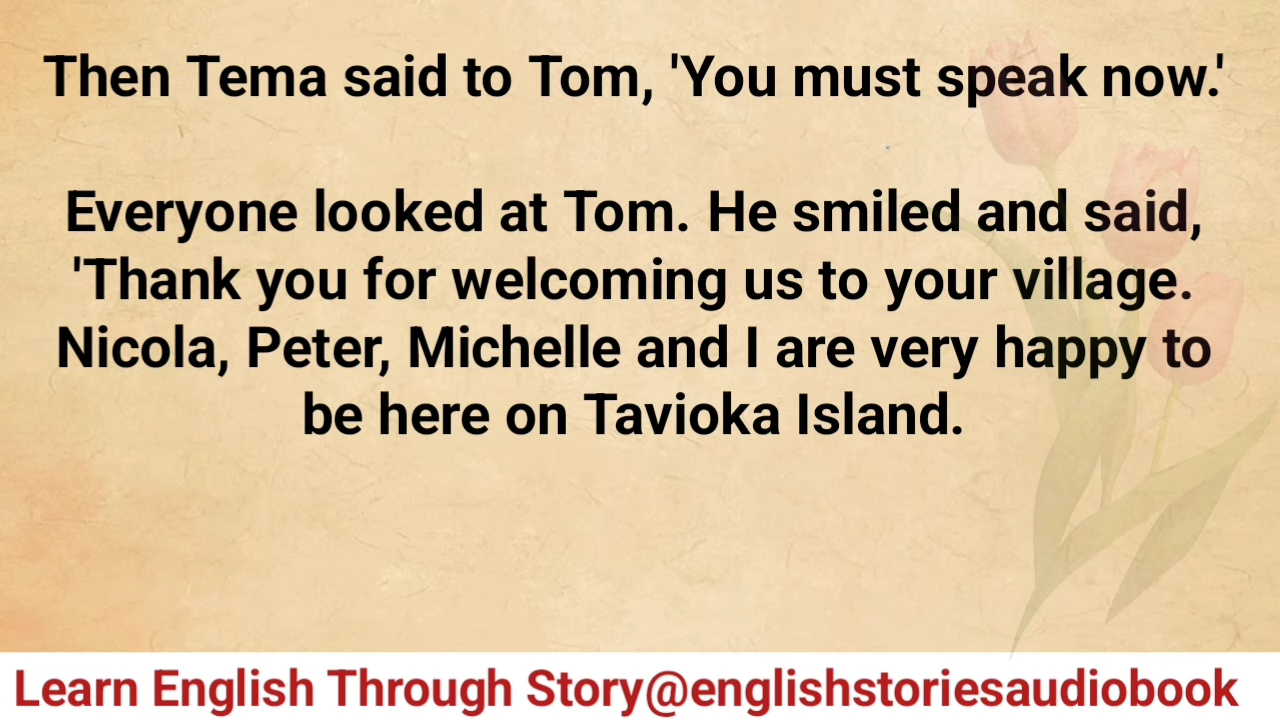 Then Tema said to Tom, 'You must speak now.'
Everyone looked at Tom. He smiled and said,
'Thank you for welcoming us to your village.
Nicola, Peter, Michelle and I are very happy to
be here on Tavioka Island.
Learn English Through Story@englishstoriesaudiobook